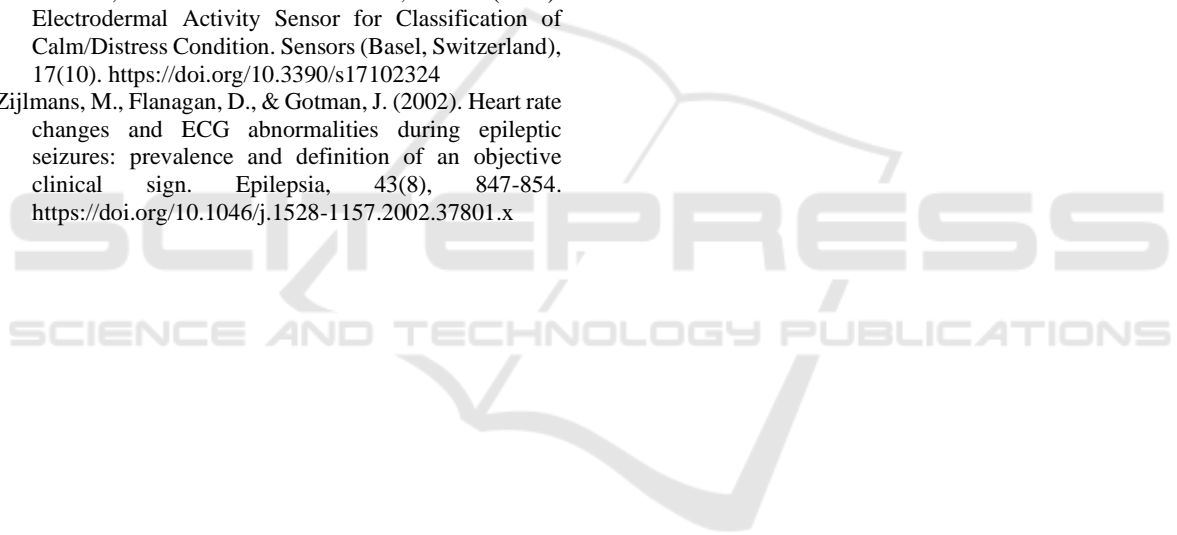 Electrodermal Activity Sensor for Classification of
Calm/Distress Condition. Sensors (Basel, Switzerland),
17(10). https://doi.org/10.3390/s17102324
Zijlmans, M., Flanagan, D., & Gotman, J. (2002). Heart rate
changes and ECG abnormalities during epileptic
seizures: prevalence and definition of an objective
clinical sign. Epilepsia, 43(8), 847-854.
https://doi.org/10.1046/j.1528-1157.2002.37801.x
SCITEPRESS
SCIENCE AND TECHNOLOGY PUBLICATIONS